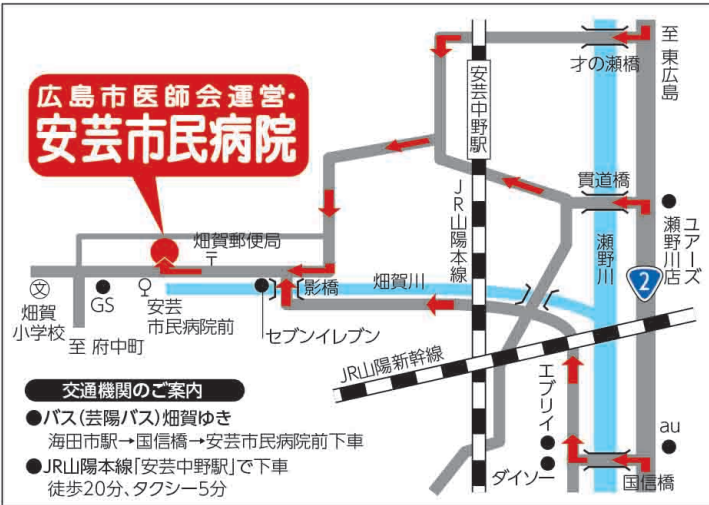 広島市医師会運営・
安芸市民病院
至 東広島
才の瀬橋
安芸中野駅
JR山陽本線
貫道橋
瀬野川
ユアーズ
瀬野川店
2
畑賀郵便局
〒
畑賀川
影橋
文
畑賀
小学校
GS
安芸
市民病院前
セブンイレブン
至 府中町
JR山陽新幹線
エブリイ
ダイソー
au
国信橋
交通機関のご案内
●バス(芸陽バス)畑賀ゆき
海田市駅→国信橋→安芸市民病院前下車
●JR山陽本線「安芸中野駅」で下車
徒歩20分、タクシー5分